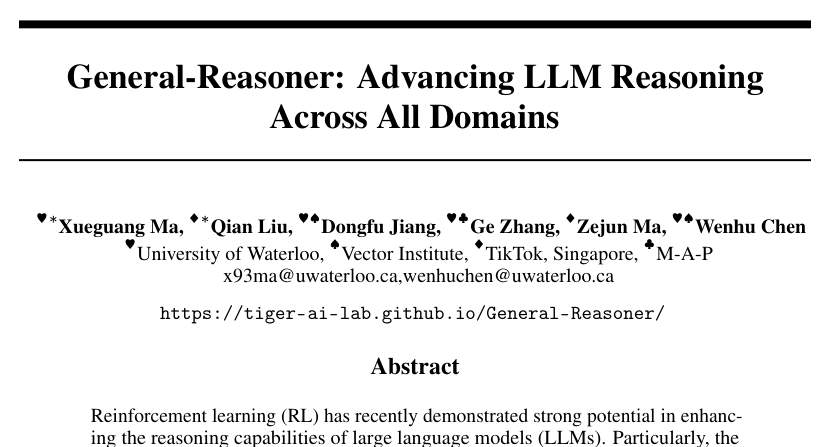 General-Reasoner: Advancing LLM Reasoning
Across All Domains
♥∗Xueguang Ma, ♦∗Qian Liu, ♥♠Dongfu Jiang, ♥♣Ge Zhang, ♦Zejun Ma, ♥♠Wenhu Chen
♥University of Waterloo, ♠Vector Institute, ♦TikTok, Singapore, ♣M-A-P
x93ma@uwaterloo.ca,wenhuchen@uwaterloo.ca
https://tiger-ai-lab.github.io/General-Reasoner/
Abstract
Reinforcement learning (RL) has recently demonstrated strong potential in enhanc-
ing the reasoning capabilities of large language models (LLMs). Particularly, the